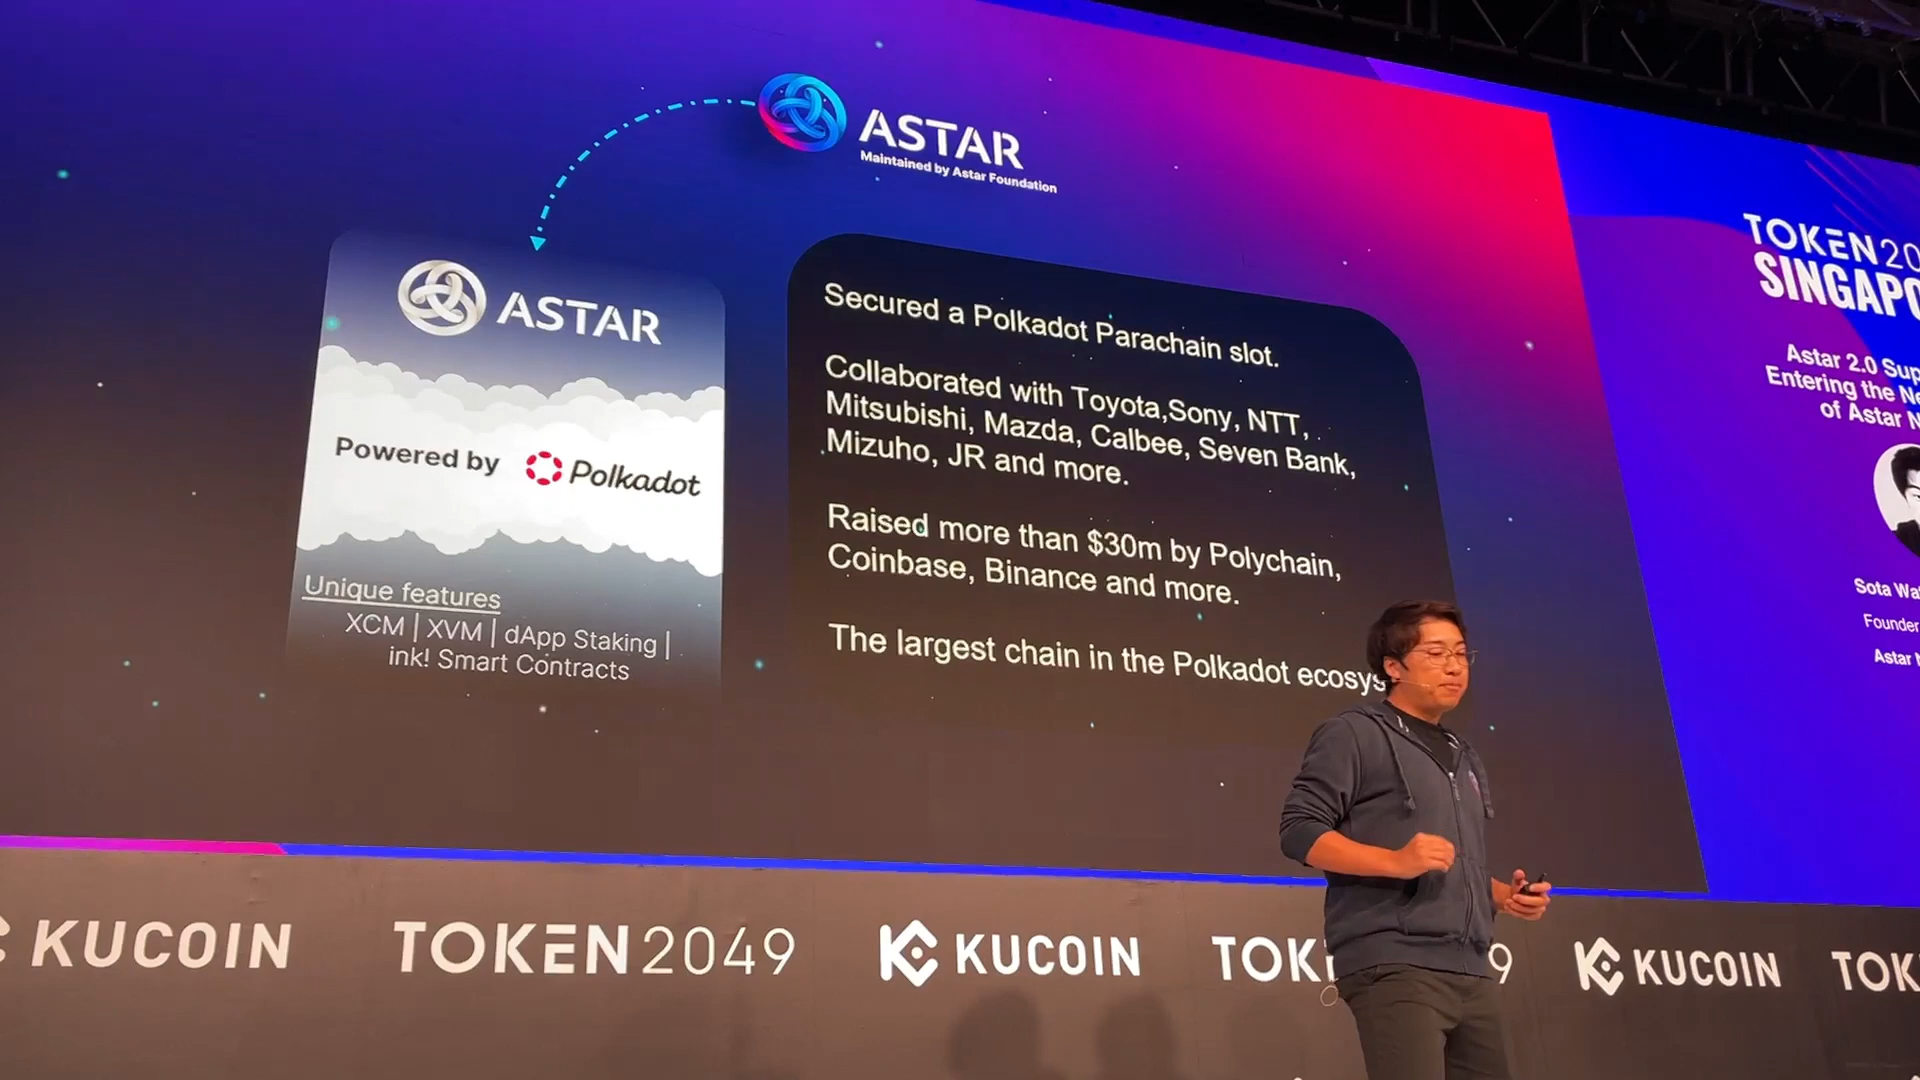 ASTAR
Maintained by Astar Foundation
ASTAR
Powered by Polkadot
Unique features
XCM | XVM | dApp Staking |
ink! Smart Contracts
Secured a Polkadot Parachain slot.
Collaborated with Toyota,Sony, NTT,
Mitsubishi, Mazda, Calbee, Seven Bank,
Mizuho, JR and more.
Raised more than $30m by Polychain,
Coinbase, Binance and more.
The largest chain in the Polkadot ecosys
TOKEN20
SINGAPO
Astar 2.0 Sup
Entering the Ne
of Astar N
Sota Wa
Founder
Astar N
KUCOIN TOKEN2049 KUCOIN TOK 9 KUCOIN TOK